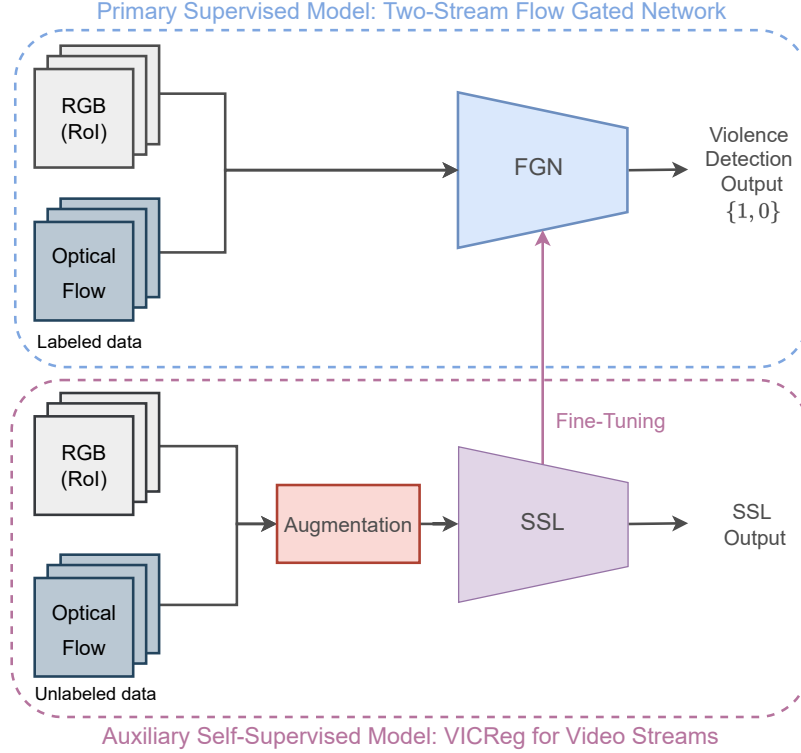 Primary Supervised Model: Two-Stream Flow Gated Network
RGB
(RoI)
Optical
Flow
Labeled data
FGN
Violence
Detection
Output
{1, 0}
Fine-Tuning
RGB
(RoI)
Optical
Flow
Unlabeled data
Augmentation
SSL
SSL
Output
Auxiliary Self-Supervised Model: VICReg for Video Streams